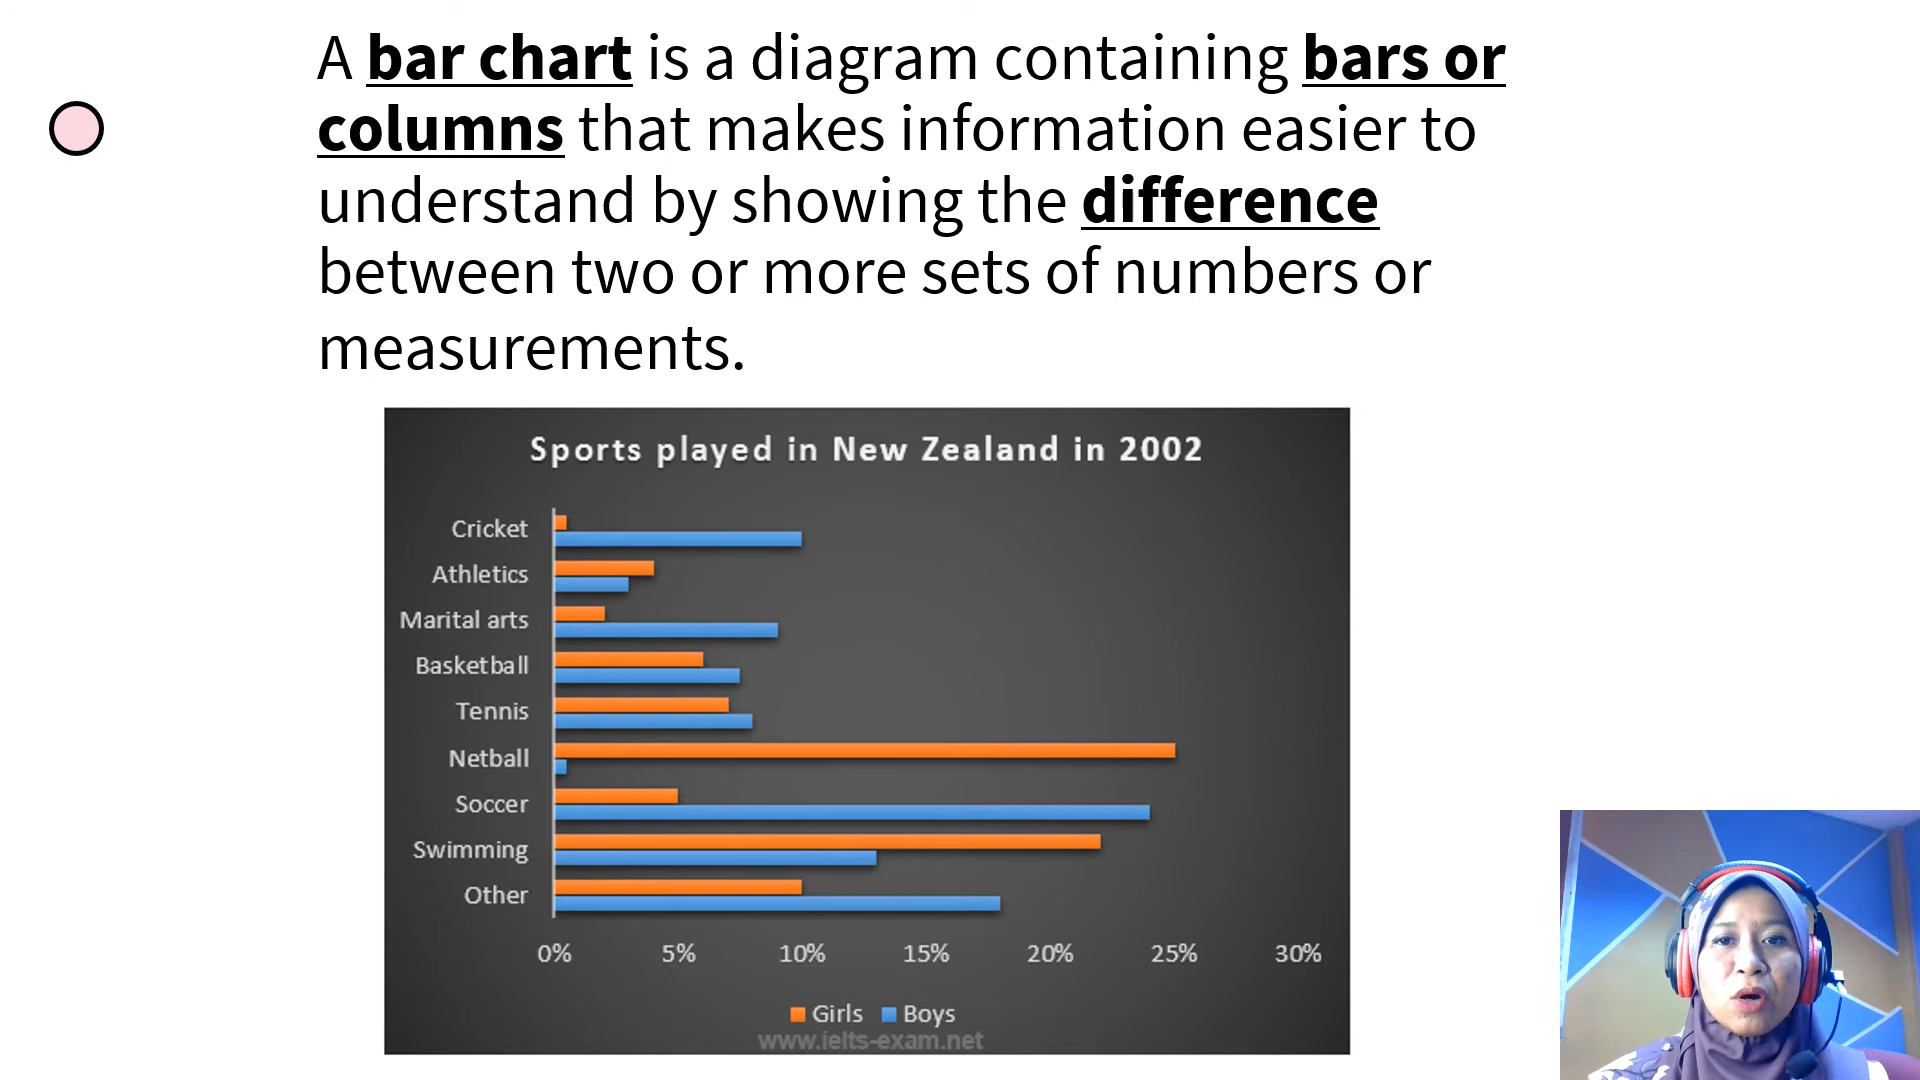 A bar chart is a diagram containing bars or
columns that makes information easier to
understand by showing the difference
between two or more sets of numbers or
measurements.
Sports played in New Zealand in 2002
Cricket
Athletics
Marital arts
Basketball
Tennis
Netball
Soccer
Swimming
Other
0% 5% 10% 15% 20% 25% 30%
Girls Boys
www.ielts-exam.net